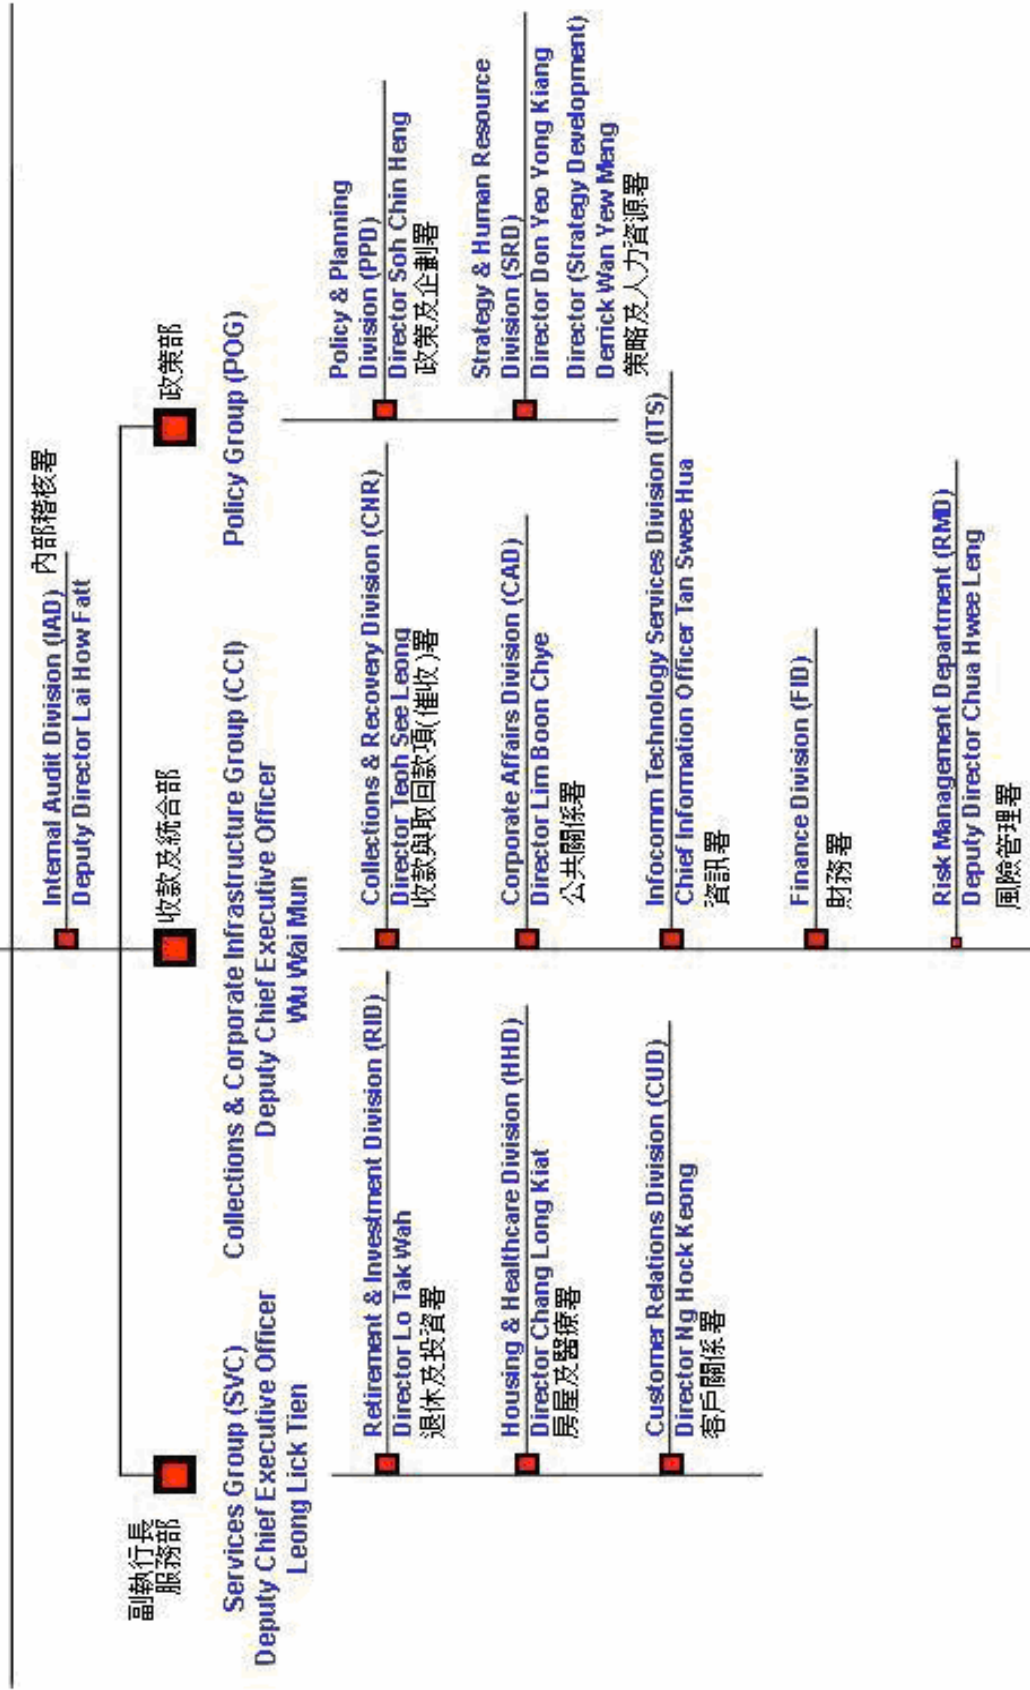 Internal Audit Division (IAD) 內部稽核署
Deputy Director Lai How Fatt
副執行長
服務部
Services Group (SVC)
Deputy Chief Executive Officer
Leong Lick Tien
Retirement & Investment Division (RID)
Director Lo Tak Wah
退休及投資署
Housing & Healthcare Division (HHD)
Director Chang Long Kiat
房屋及醫療署
Customer Relations Division (CUD)
Director Ng Hock Keong
客戶關係署
收款及統合部
Collections & Corporate Infrastructure Group (CCI)
Deputy Chief Executive Officer
Wu Wai Mun
Collections & Recovery Division (CNR)
Director Teoh See Leong
收款與取回款項(催收)署
Corporate Affairs Division (CAD)
Director Lim Boon Chye
公共關係署
Infocomm Technology Services Division (ITS)
Chief Information Officer Tan Swee Hua
資訊署
Finance Division (FID)
財務署
Risk Management Department (RMD)
Deputy Director Chua Hwee Leng
風險管理署
政策部
Policy Group (POG)
Policy & Planning
Division (PPD)
Director Soh Chin Heng
政策及企劃署
Strategy & Human Resource
Division (SRD)
Director Don Yeo Yong Kiang
Director (Strategy Development)
Derrick Wan Yew Meng
策略及人力資源署